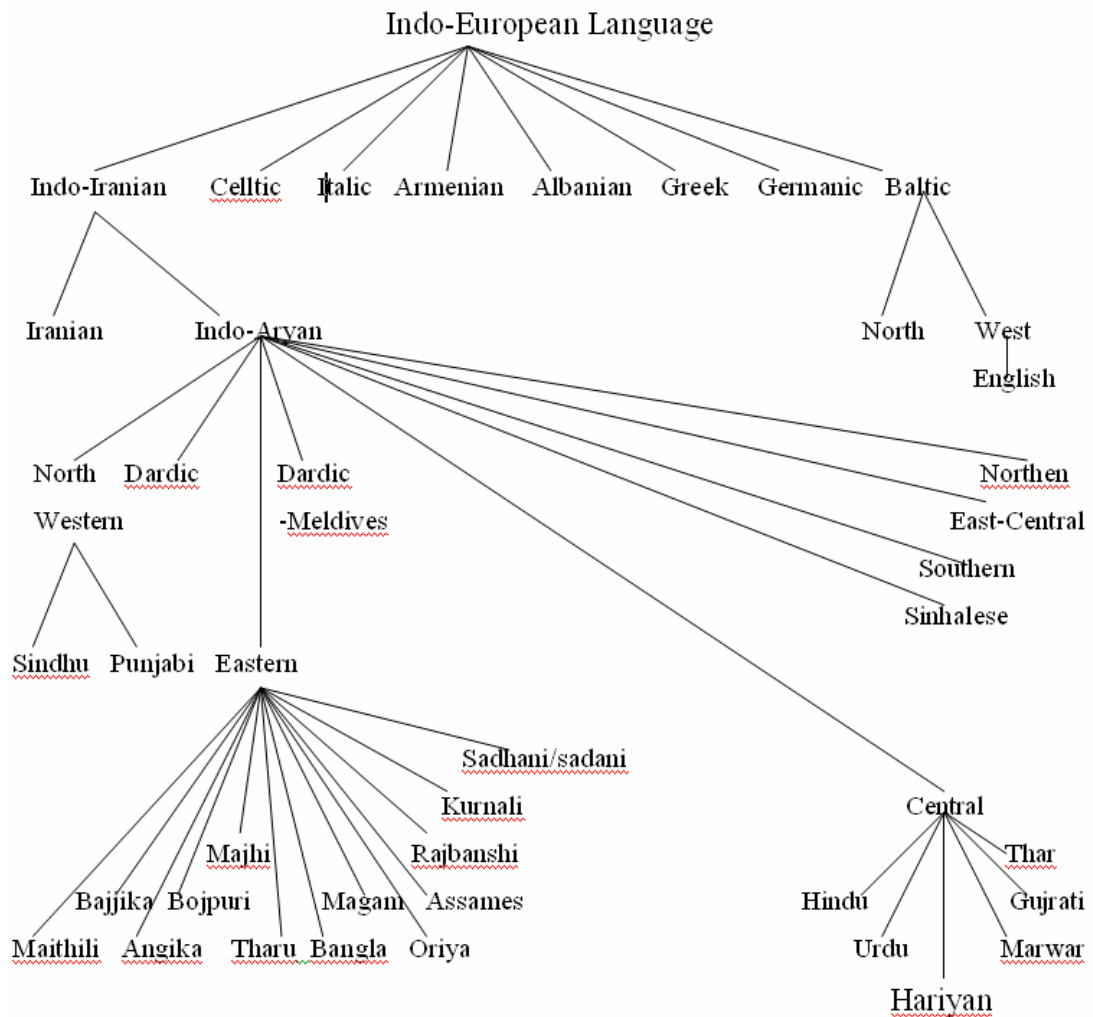 Indo-European Language
Indo-Iranian Celltic Italic Armenian Albanian Greek Germanic Baltic
Iranian Indo-Aryan North West
English
North Dardic Dardic Northen
Western -Meldives East-Central
Southern
Sinhalese
Sindhu Punjabi Eastern
Sadhani/sadani
Kurnali Central
Majhi Rajbanshi Thar
Bajjika Bojpuri Magam Assames Hindu Gujrati
Maithili Angika Tharu Bangla Oriya Urdu Marwar
Hariyan